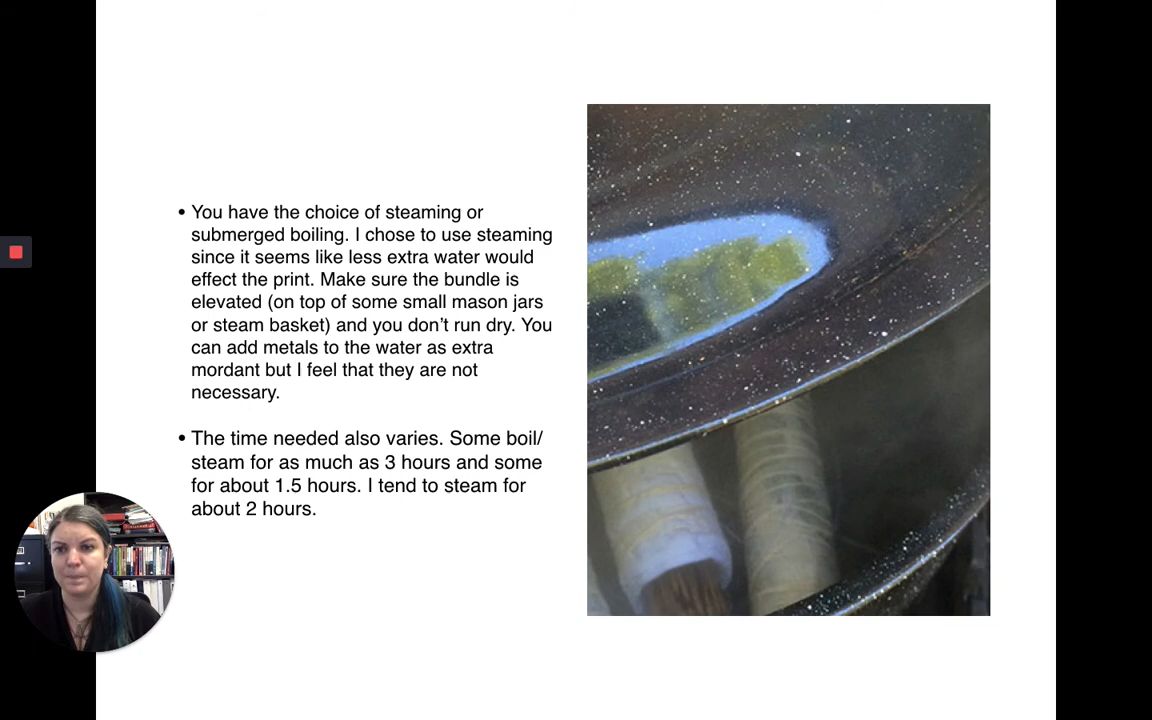 • You have the choice of steaming or
submerged boiling. I chose to use steaming
since it seems like less extra water would
effect the print. Make sure the bundle is
elevated (on top of some small mason jars
or steam basket) and you don’t run dry. You
can add metals to the water as extra
mordant but I feel that they are not
necessary.
• The time needed also varies. Some boil/
steam for as much as 3 hours and some
for about 1.5 hours. I tend to steam for
about 2 hours.